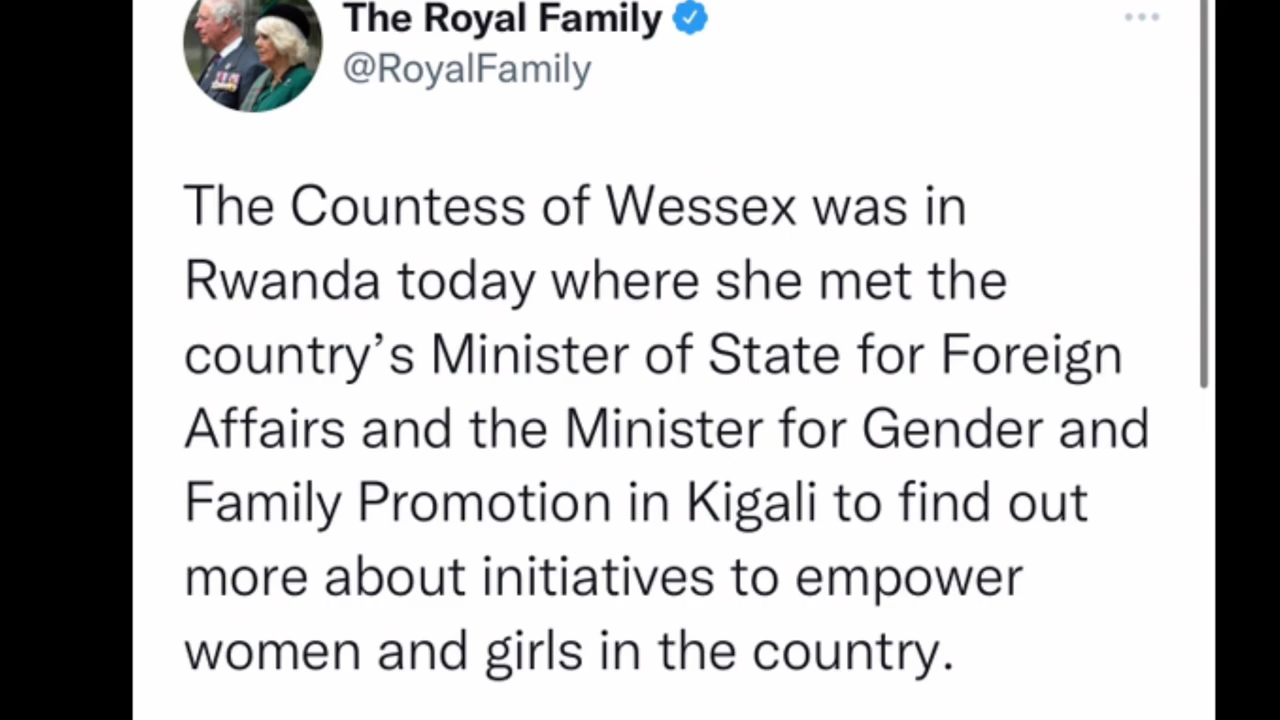 The Royal Family
@RoyalFamily
The Countess of Wessex was in
Rwanda today where she met the
country’s Minister of State for Foreign
Affairs and the Minister for Gender and
Family Promotion in Kigali to find out
more about initiatives to empower
women and girls in the country.